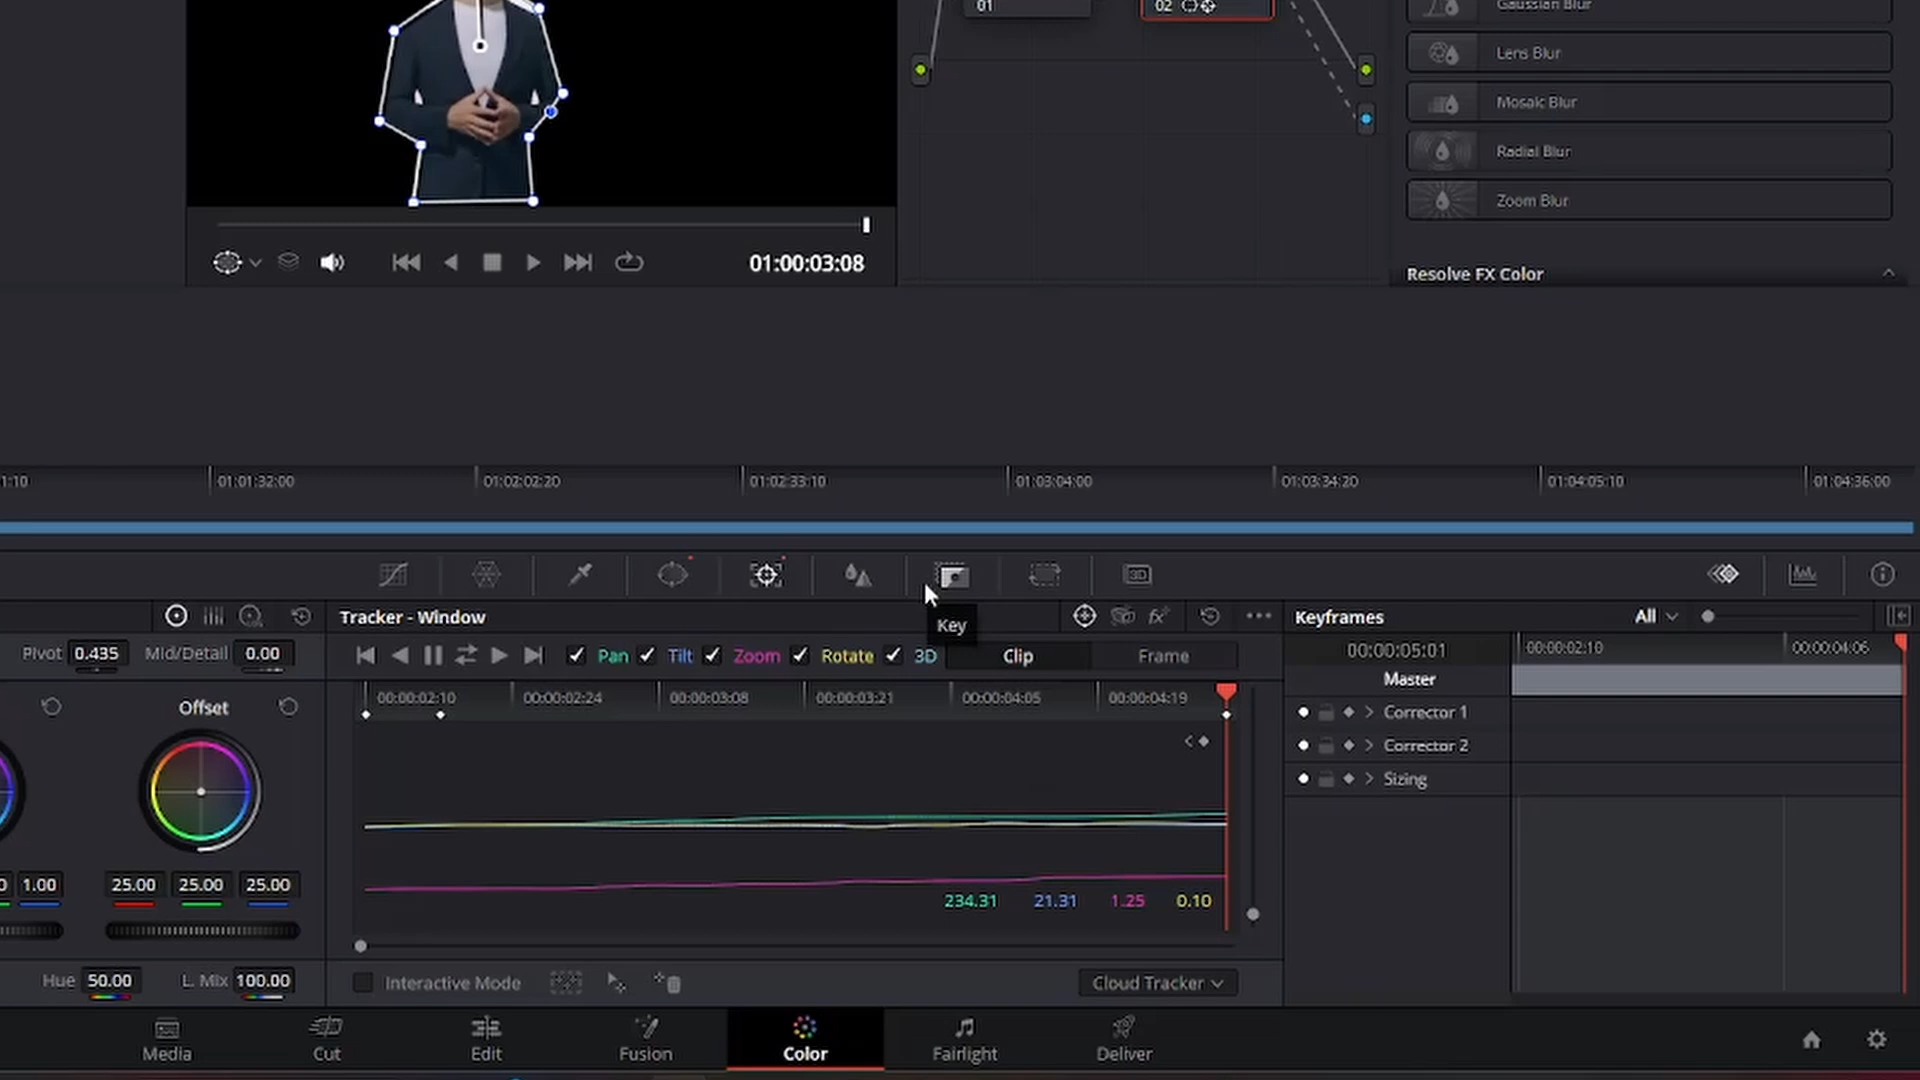 01
02
Gaussian Blur
Lens Blur
Mosaic Blur
Radial Blur
Zoom Blur
01:00:03:08
Resolve FX Color
1:10
01:01:32:00
01:02:02:20
01:02:33:10
01:03:04:00
01:03:34:20
01:04:05:10
01:04:36:00
3D
Tracker - Window
Key
fx
Keyframes
All
Pivot 0.435 Mid/Detail 0.00
Pan Tilt Zoom Rotate 3D
Clip Frame
00:00:05:01
00:00:02:10
00:00:04:06
Master
Corrector 1
Corrector 2
Sizing
Offset
00:00:02:10
00:00:02:24
00:00:03:08
00:00:03:21
00:00:04:05
00:00:04:19
0 1.00
25.00 25.00 25.00
234.31 21.31 1.25 0.10
Hue 50.00 L. Mix 100.00
Interactive Mode
Cloud Tracker
Media
Cut
Edit
Fusion
Color
Fairlight
Deliver